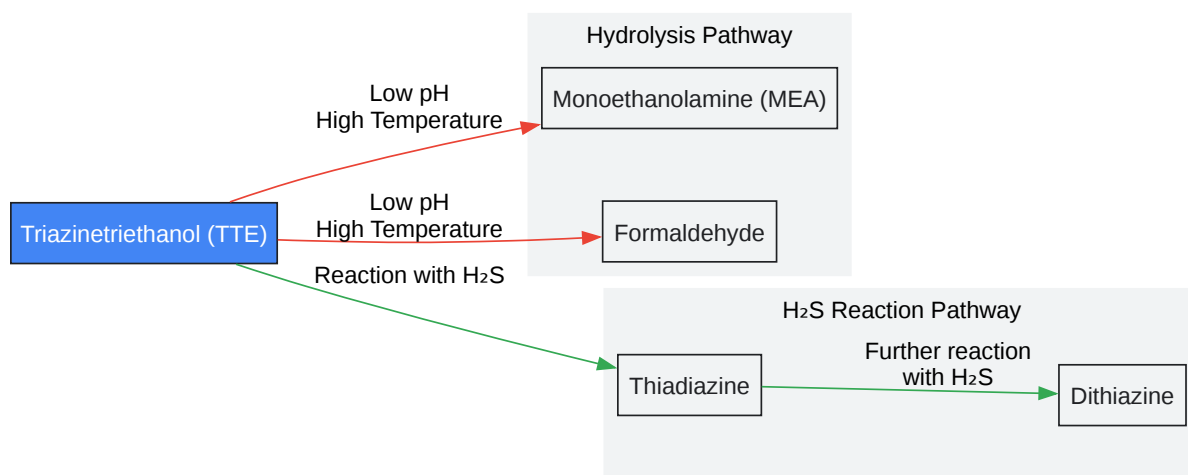 Hydrolysis Pathway
Low pH
High Temperature
Monoethanolamine (MEA)
Triazinetriethanol (TTE)
Low pH
High Temperature
Formaldehyde
Reaction with H₂S
H₂S Reaction Pathway
Thiadiazine
Further reaction
with H₂S
Dithiazine